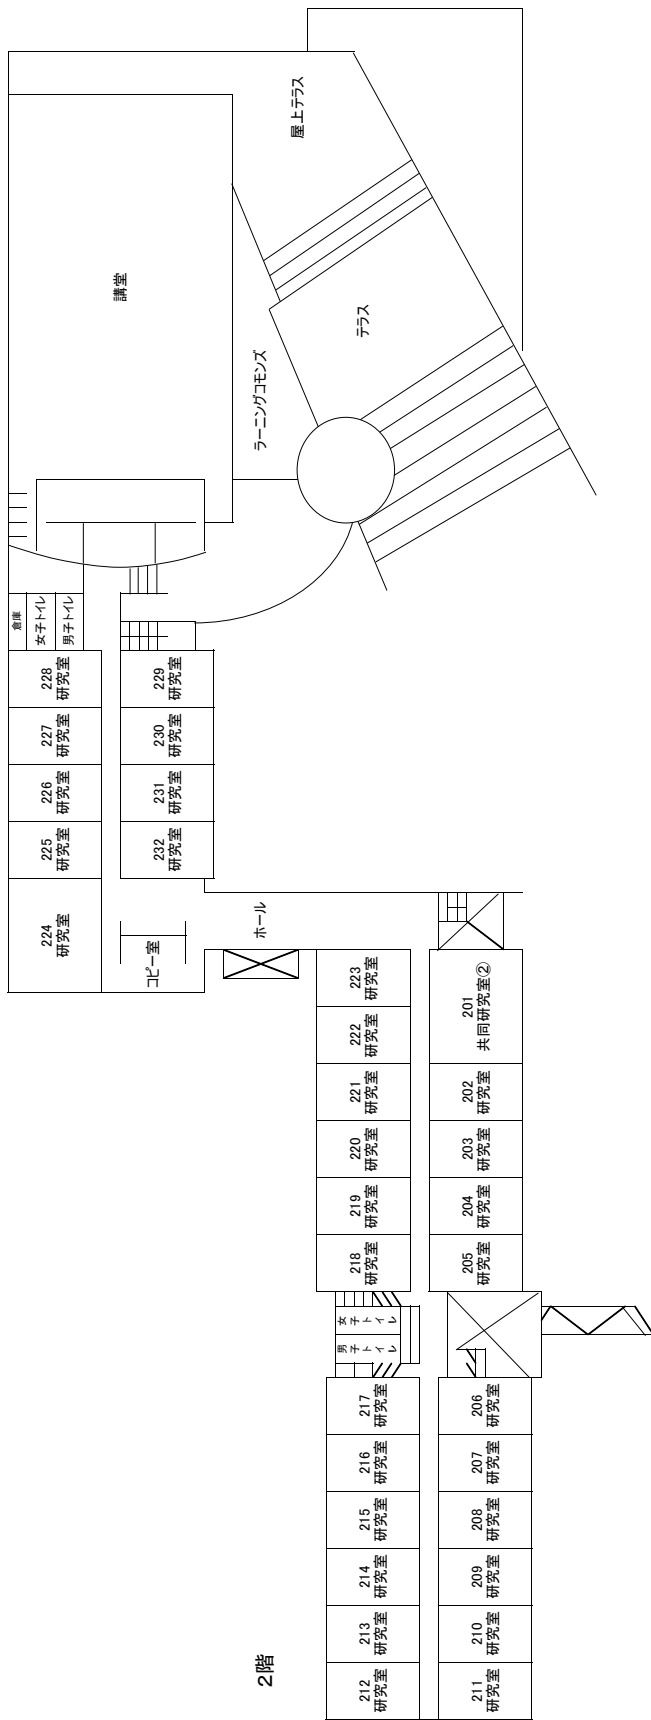 2階
屋上テラス
講堂
テラス
ラーニングコモンズ
倉庫
女子トイレ
男子トイレ
228
研究室
227
研究室
226
研究室
225
研究室
224
研究室
229
研究室
230
研究室
231
研究室
232
研究室
コピー室
ホール
223
研究室
222
研究室
221
研究室
220
研究室
219
研究室
218
研究室
201
共同研究室②
202
研究室
203
研究室
204
研究室
205
研究室
女子トイレ
男子トイレ
217
研究室
216
研究室
215
研究室
214
研究室
213
研究室
212
研究室
206
研究室
207
研究室
208
研究室
209
研究室
210
研究室
211
研究室